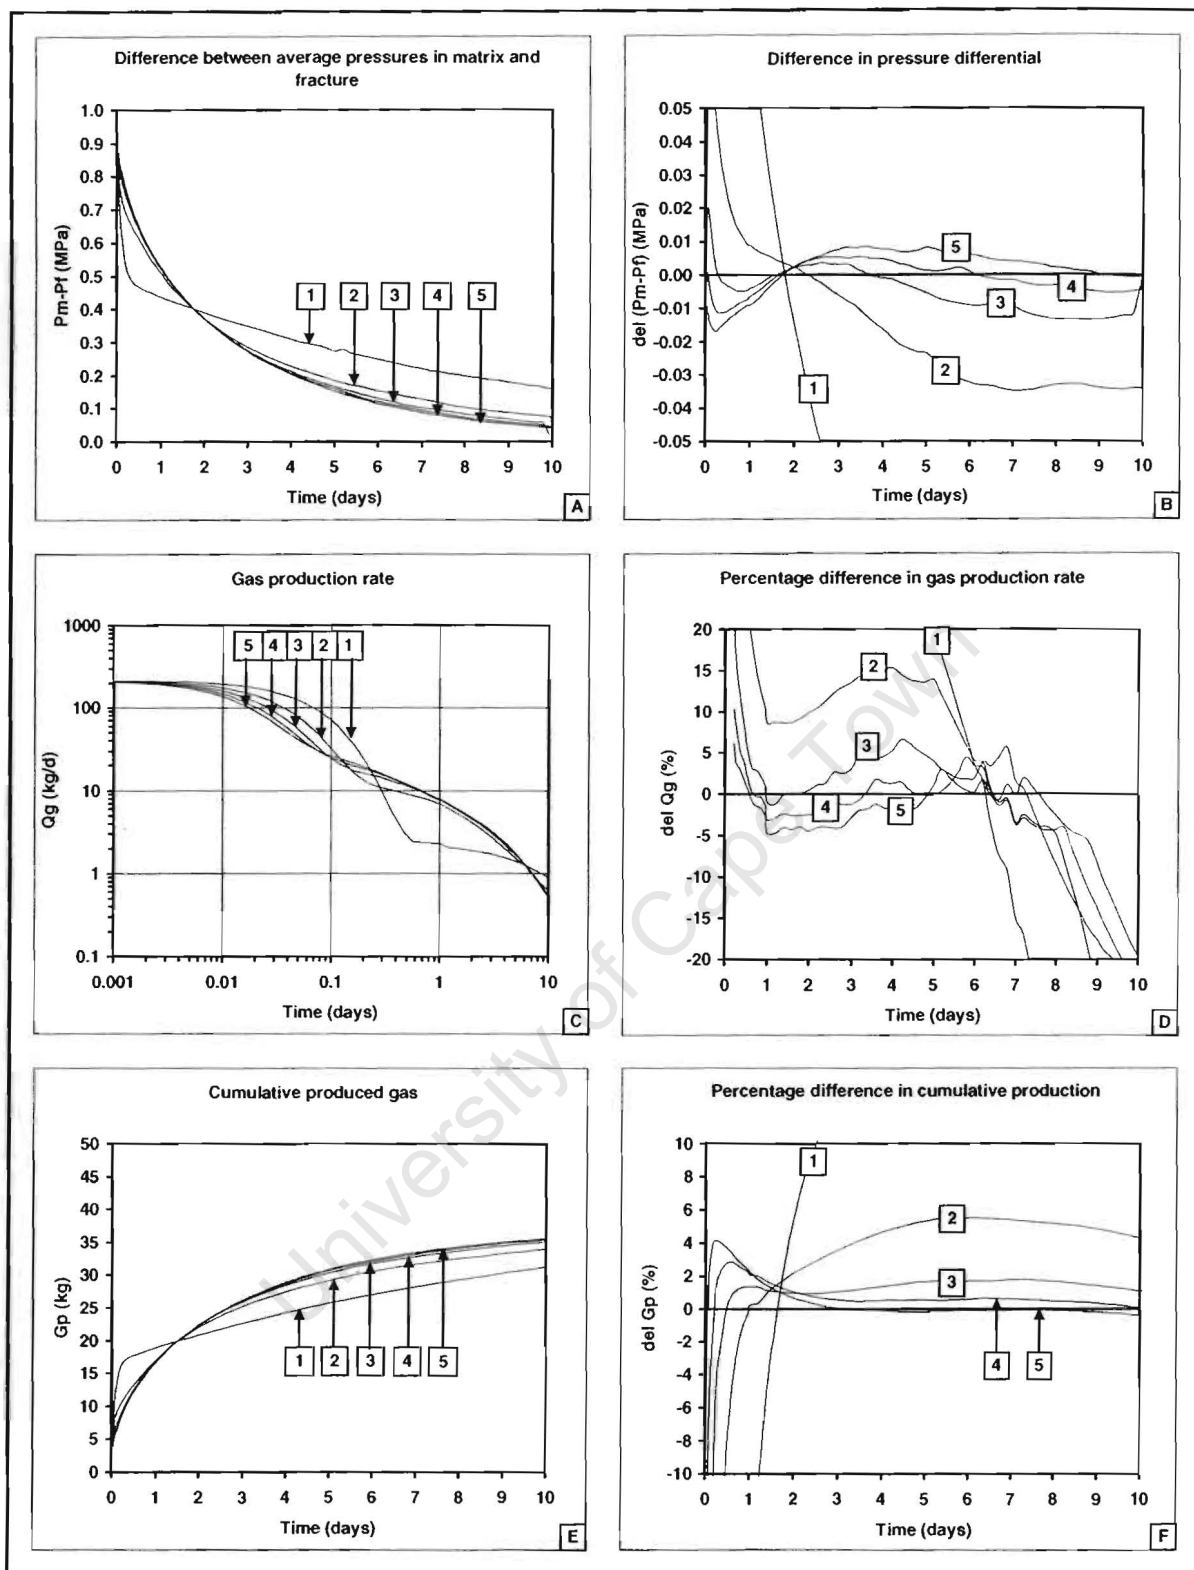 Difference between average pressures in matrix and
fracture
1.0
0.9
0.8
0.7
0.6
0.5
0.4
0.3
0.2
0.1
0.0
Pm-Pf (MPa)
1 2 3 4 5
0 1 2 3 4 5 6 7 8 9 10
Time (days)
A
Difference in pressure differential
0.05
0.04
0.03
0.02
0.01
0.00
-0.01
-0.02
-0.03
-0.04
-0.05
del (Pm-Pf) (MPa)
5
4
3
2
1
0 1 2 3 4 5 6 7 8 9 10
Time (days)
B
Gas production rate
1000
100
10
1
0.1
Qg (kg/d)
5 4 3 2 1
0.001 0.01 0.1 1 10
Time (days)
C
Percentage difference in gas production rate
20
15
10
5
0
-5
-10
-15
-20
del Qg (%)
1
2
3
4
5
0 1 2 3 4 5 6 7 8 9 10
Time (days)
D
Cumulative produced gas
50
45
40
35
30
25
20
15
10
5
0
Gp (kg)
1 2 3 4 5
0 1 2 3 4 5 6 7 8 9 10
Time (days)
E
Percentage difference in cumulative production
10
8
6
4
2
0
-2
-4
-6
-8
-10
del Gp (%)
1
2
3
4 5
0 1 2 3 4 5 6 7 8 9 10
Time (days)
F
University of Cape Town